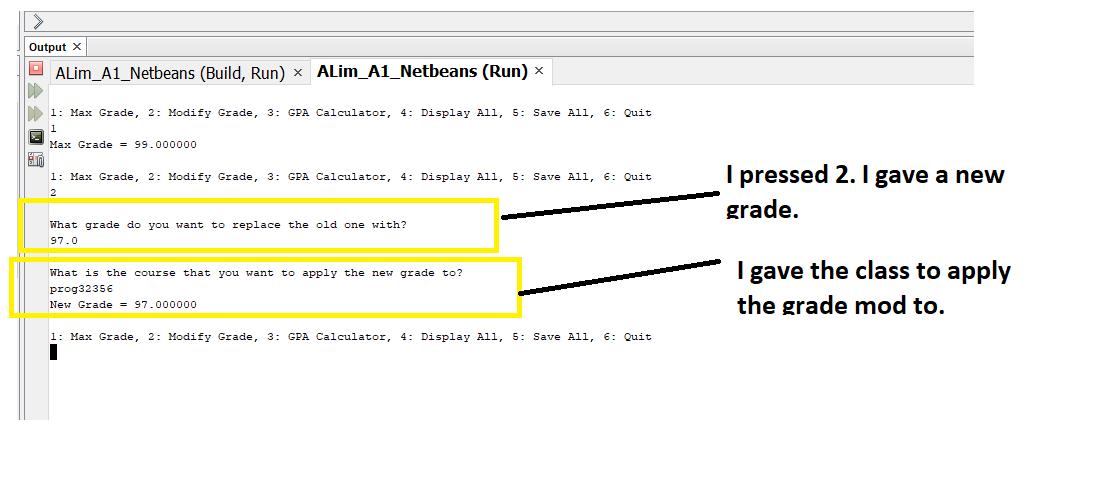 Output ×
ALim_A1_Netbeans (Build, Run) × ALim_A1_Netbeans (Run) ×
1: Max Grade, 2: Modify Grade, 3: GPA Calculator, 4: Display All, 5: Save All, 6: Quit
1
Max Grade = 99.000000
1: Max Grade, 2: Modify Grade, 3: GPA Calculator, 4: Display All, 5: Save All, 6: Quit
2
What grade do you want to replace the old one with?
97.0
What is the course that you want to apply the new grade to?
prog32356
New Grade = 97.000000
1: Max Grade, 2: Modify Grade, 3: GPA Calculator, 4: Display All, 5: Save All, 6: Quit
I pressed 2. I gave a new
grade.
I gave the class to apply
the grade mod to.